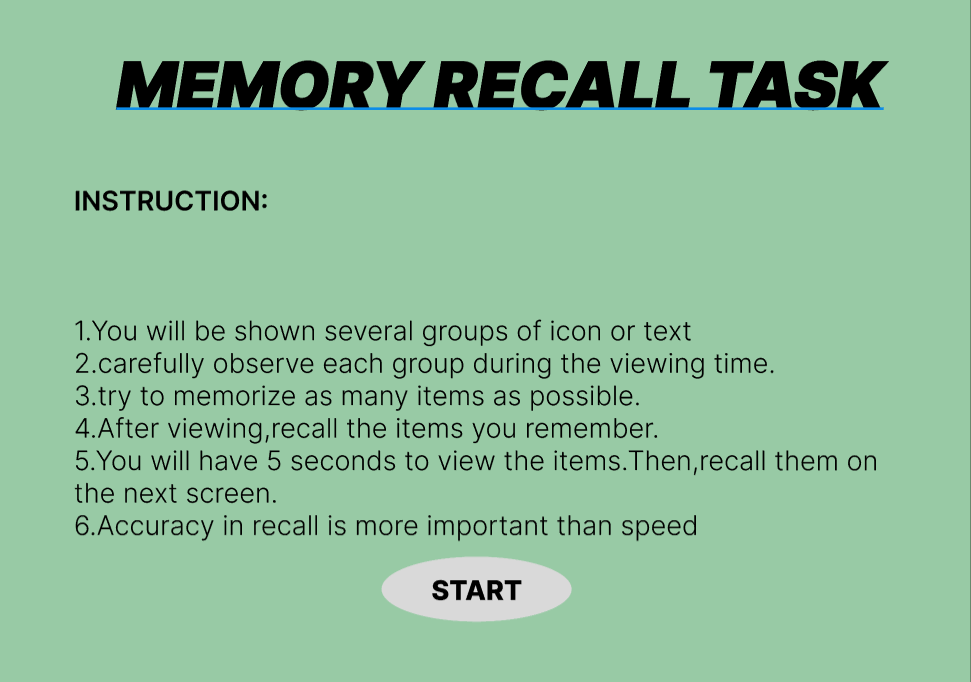 MEMORY RECALL TASK
INSTRUCTION:
1.You will be shown several groups of icon or text
2.carefully observe each group during the viewing time.
3.try to memorize as many items as possible.
4.After viewing,recall the items you remember.
5.You will have 5 seconds to view the items.Then,recall them on
the next screen.
6.Accuracy in recall is more important than speed
START